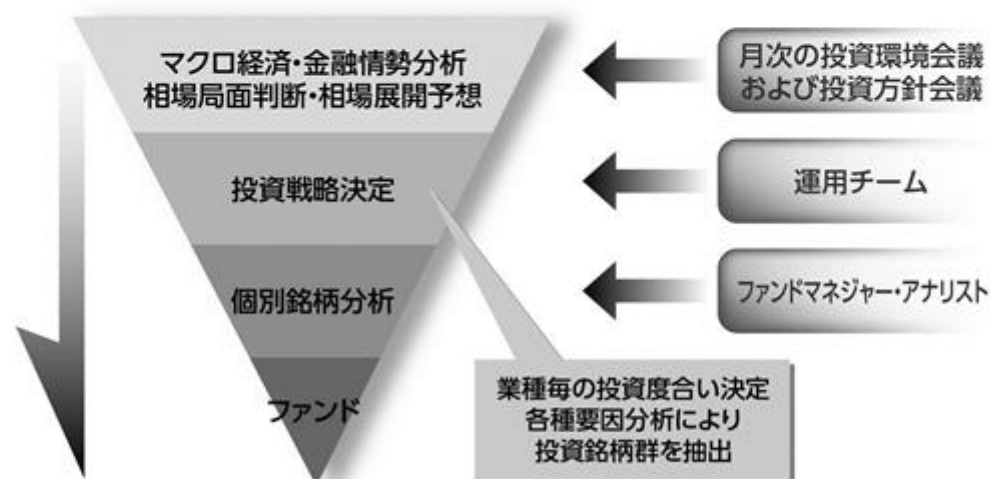 マクロ経済・金融情勢分析
相場局面判断・相場展開予想
月次の投資環境会議
および投資方針会議
投資戦略決定
運用チーム
個別銘柄分析
ファンドマネジャー・アナリスト
ファンド
業種毎の投資度合い決定
各種要因分析により
投資銘柄群を抽出